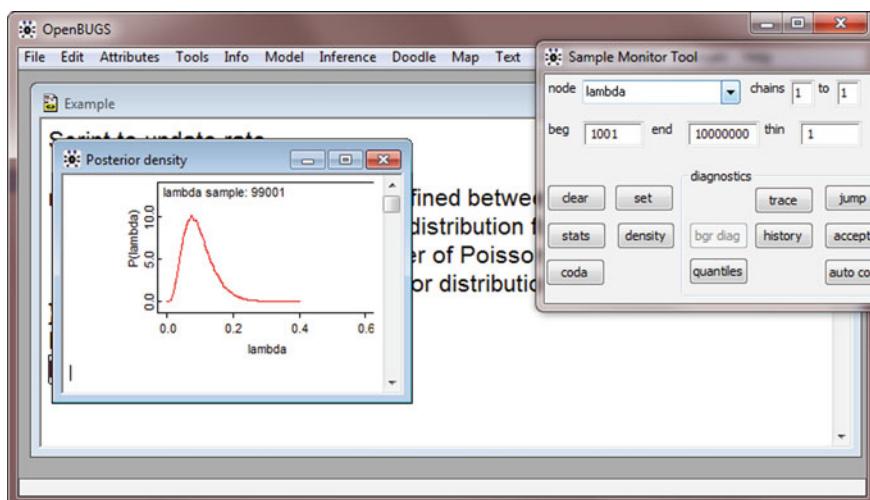 OpenBUGS
File Edit Attributes Tools Info Model Inference Doodle Map Text
Example
Posterior density
lambda sample: 99001
P(lambda)
10.0
5.0
0.0
0.0 0.2 0.4 0.6
lambda
fined betwee
distribution
er of Poisso
or distributio
Sample Monitor Tool
node lambda chains 1 to 1
beg 1001 end 10000000 thin 1
diagnostics
clear set trace jump
stats density bgr diag history accept
coda quantiles auto co